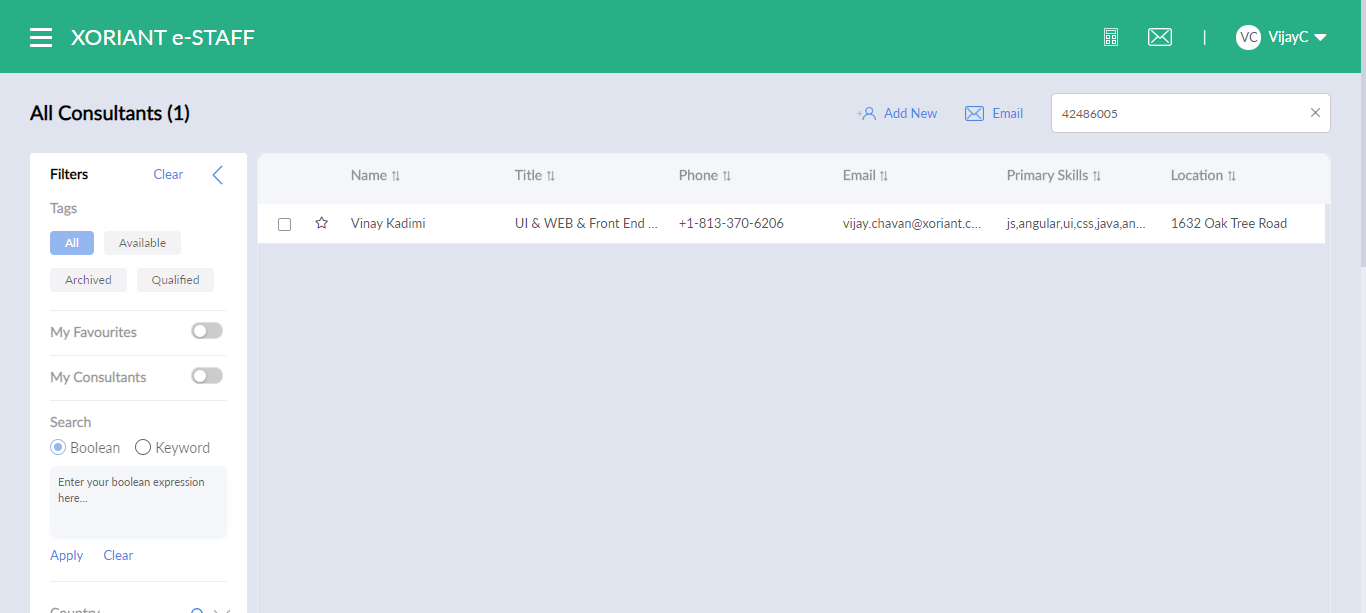 XORIANT e-STAFF
VC VijayC
All Consultants (1)
Add New
Email
42486005
Filters
Clear
Tags
All
Available
Archived
Qualified
My Favourites
My Consultants
Search
Boolean
Keyword
Enter your boolean expression
here...
Apply
Clear
Country
Name Title Phone Email Primary Skills Location
Vinay Kadimi UI & WEB & Front End ... +1-813-370-6206 vijay.chavan@xoriant.c... js,angular,ui,css,java,an... 1632 Oak Tree Road